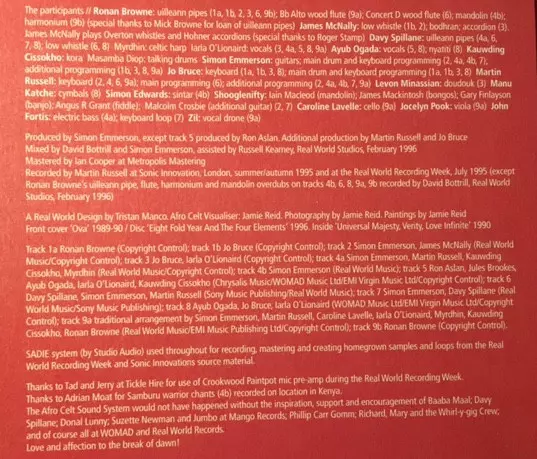 The participants // Ronan Browne: uilleann pipes (1a, 1b, 2, 3, 6, 9b); Bb Alto wood flute (9a); Concert D wood flute (6), mandolin (4b);
harmonium (9b) (special thanks to Mick Browne for loan of uilleann pipes) James McNally: low whistle (1b, 2); bodhran; accordion (3).
James McNally plays Overton whistles and Hohner accordions (special thanks to Roger Stamp) Davy Spillane: uilleann pipes (4a, 6,
7, 8), low whistle (6, 8) Myrdhin: celtic harp Iarla O'Lionaird: vocals (3, 4a, 5, 8, 9a) Ayub Ogada: vocals (5, 8), nyatiti (8) Kauwding
Cissokho: kora Masamba Diop: talking drums Simon Emmerson: guitars; main drum and keyboard programming (2, 4a, 4b, 7),
additional programming (1b, 3, 8, 9a) Jo Bruce: keyboard (1a, 1b, 3, 8), main drum and keyboard programming (1a, 1b, 3, 8) Martin
Russell: keyboard (2, 4, 6, 9a); main programming (6); additional programming (2, 4a, 4b, 7, 9a) Levon Minassian: doudouk (3) Manu
Katche: cymbals (8) Simon Edwards: sintar (4b) Shooglenifty: Iain Macleod (mandolin); James Mackintosh (bongos); Gary Finlayson
(banjo); Angus R Grant (fiddle); Malcolm Crosbie (additional guitar) (2, 7) Caroline Lavelle: cello (9a) Jocelyn Pook: viola (9a) John
Fortis: electric bass (4a); keyboard loop (7) Zil: vocal drone (9a)
Produced by Simon Emmerson, except track 5 produced by Ron Aslan. Additional production by Martin Russell and Jo Bruce
Mixed by David Bottrill and Simon Emmerson, assisted by Russell Kearney, Real World Studios, February 1996
Mastered by Ian Cooper at Metropolis Mastering
Recorded by Martin Russell at Sonic Innovation, London, summer/autumn 1995 and at the Real World Recording Week, July 1995 (except
Ronan Browne's uilleann pipe, flute, harmonium and mandolin overdubs on tracks 4b, 6, 8, 9a, 9b recorded by David Bottrill, Real World
Studios, February 1996)
A Real World Design by Tristan Manco. Afro Celt Visualiser: Jamie Reid. Photography by Jamie Reid. Paintings by Jamie Reid
Front cover 'Ova' 1989-90 / Disc 'Eight Fold Year And The Four Elements' 1996. Inside 'Universal Majesty, Verity, Love Infinite' 1990
Track 1a Ronan Browne (Copyright Control); track 1b Jo Bruce (Copyright Control); track 2 Simon Emmerson, James McNally (Real World
Music/Copyright Control); track 3 Jo Bruce, Iarla O'Lionaird (Copyright Control); track 4a Simon Emmerson, Martin Russell, Kauwding
Cissokho, Myrdhin (Real World Music/Copyright Control); track 4b Simon Emmerson (Real World Music); track 5 Ron Aslan, Jules Brookes,
Ayub Ogada, Iarla O'Lionaird, Kauwding Cissokho (Chrysalis Music/WOMAD Music Ltd/EMI Virgin Music Ltd/Copyright Control); track 6
Davy Spillane, Simon Emmerson, Martin Russell (Sony Music Publishing/Real World Music); track 7 Simon Emmerson, Davy Spillane (Real
World Music/Sony Music Publishing); track 8 Ayub Ogada, Jo Bruce, Iarla O'Lionaird (WOMAD Music Ltd/EMI Virgin Music Ltd/Copyright
Control); track 9a traditional arrangement by Simon Emmerson, Martin Russell, Caroline Lavelle, Iarla O'Lionaird, Myrdhin, Kauwding
Cissokho, Ronan Browne (Real World Music/EMI Music Publishing Ltd/Copyright Control); track 9b Ronan Browne (Copyright Control).
SADIE system (by Studio Audio) used throughout for recording, mastering and creating homegrown samples and loops from the Real
World Recording Week and Sonic Innovations source material.
Thanks to Tad and Jerry at Tickle Hire for use of Crookwood Paintpot mic pre-amp during the Real World Recording Week.
Thanks to Adrian Moat for Samburu warrior chants (4b) recorded on location in Kenya.
The Afro Celt Sound System would not have happened without the inspiration, support and encouragement of Baaba Maal; Davy
Spillane; Donal Lunny; Suzette Newman and Jumbo at Mango Records; Phillip Carr Gomm; Richard, Mary and the Whirl-y-gig Crew;
and of course all at WOMAD and Real World Records.
Love and affection to the break of dawn!